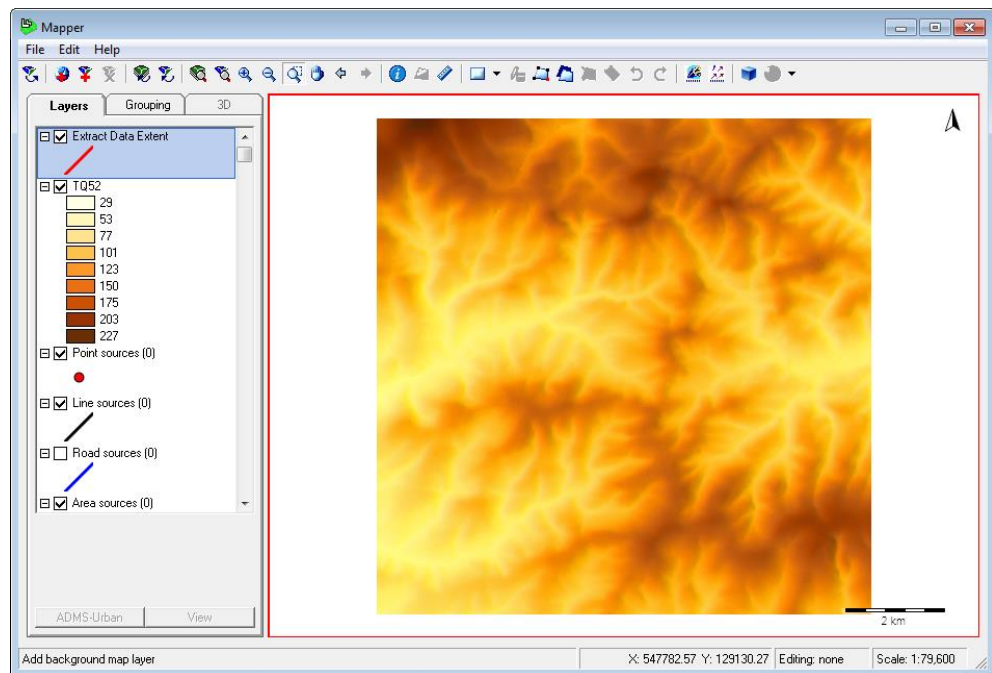 Mapper
File Edit Help
Layers Grouping 3D
Extract Data Extent
TQ52
29
53
77
101
123
150
175
203
227
Point sources (0)
Line sources (0)
Road sources (0)
Area sources (0)
2 km
ADMS-Urban View
Add background map layer X: 547782.57 Y: 129130.27 Editing: none Scale: 1:79,600